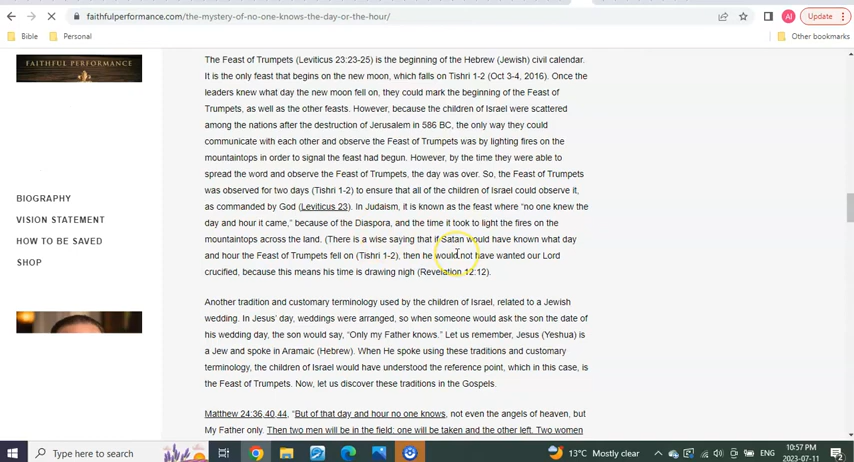 faithfulperformance.com/the-mystery-of-no-one-knows-the-day-or-the-hour/
AI
Update
Bible
Personal
Other bookmarks
FAITHFUL PERFORMANCE
BIOGRAPHY
VISION STATEMENT
HOW TO BE SAVED
SHOP
The Feast of Trumpets (Leviticus 23:23-25) is the beginning of the Hebrew (Jewish) civil calendar.
It is the only feast that begins on the new moon, which falls on Tishri 1-2 (Oct 3-4, 2016). Once the
leaders knew what day the new moon fell on, they could mark the beginning of the Feast of
Trumpets, as well as the other feasts. However, because the children of Israel were scattered
among the nations after the destruction of Jerusalem in 586 BC, the only way they could
communicate with each other and observe the Feast of Trumpets was by lighting fires on the
mountaintops in order to signal the feast had begun. However, by the time they were able to
spread the word and observe the Feast of Trumpets, the day was over. So, the Feast of Trumpets
was observed for two days (Tishri 1-2) to ensure that all of the children of Israel could observe it,
as commanded by God (Leviticus 23). In Judaism, it is known as the feast where “no one knew the
day and hour it came,” because of the Diaspora, and the time it took to light the fires on the
mountaintops across the land. (There is a wise saying that if Satan would have known what day
and hour the Feast of Trumpets fell on (Tishri 1-2), then he would not have wanted our Lord
crucified, because this means his time is drawing nigh (Revelation 12:12).
Another tradition and customary terminology used by the children of Israel, related to a Jewish
wedding. In Jesus’ day, weddings were arranged, so when someone would ask the son the date of
his wedding day, the son would say, “Only my Father knows.” Let us remember, Jesus (Yeshua) is
a Jew and spoke in Aramaic (Hebrew). When He spoke using these traditions and customary
terminology, the children of Israel would have understood the reference point, which in this case, is
the Feast of Trumpets. Now, let us discover these traditions in the Gospels.
Matthew 24:36,40,44, “But of that day and hour no one knows, not even the angels of heaven, but
My Father only. Then two men will be in the field: one will be taken and the other left. Two women
Type here to search
13°C Mostly clear
ENG
10:57 PM
2023-07-11
2